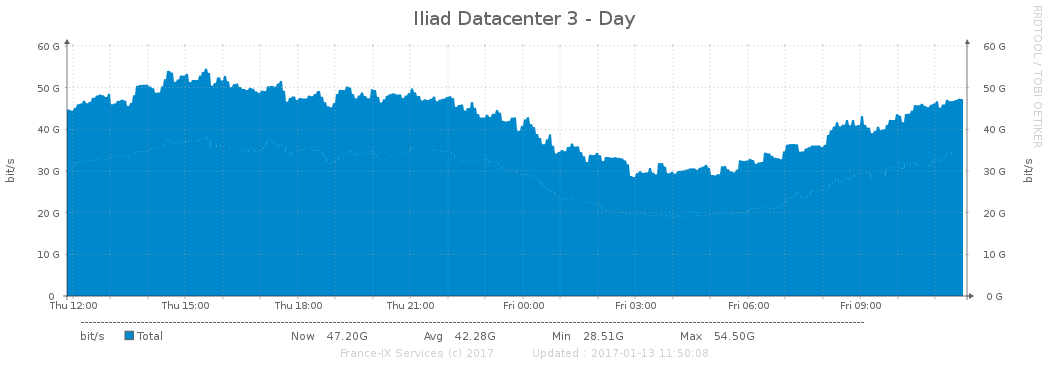 Iliad Datacenter 3 - Day
RRDTOOL / TOBI OETIKER
60 G 60 G
50 G 50 G
40 G 40 G
30 G 30 G
20 G 20 G
10 G 10 G
0 0 G
bit/s bit/s
Thu 12:00 Thu 15:00 Thu 18:00 Thu 21:00 Fri 00:00 Fri 03:00 Fri 06:00 Fri 09:00
bit/s Total Now 47.20G Avg 42.28G Min 28.51G Max 54.50G
France-IX Services (c) 2017 Updated : 2017-01-13 11:50:08